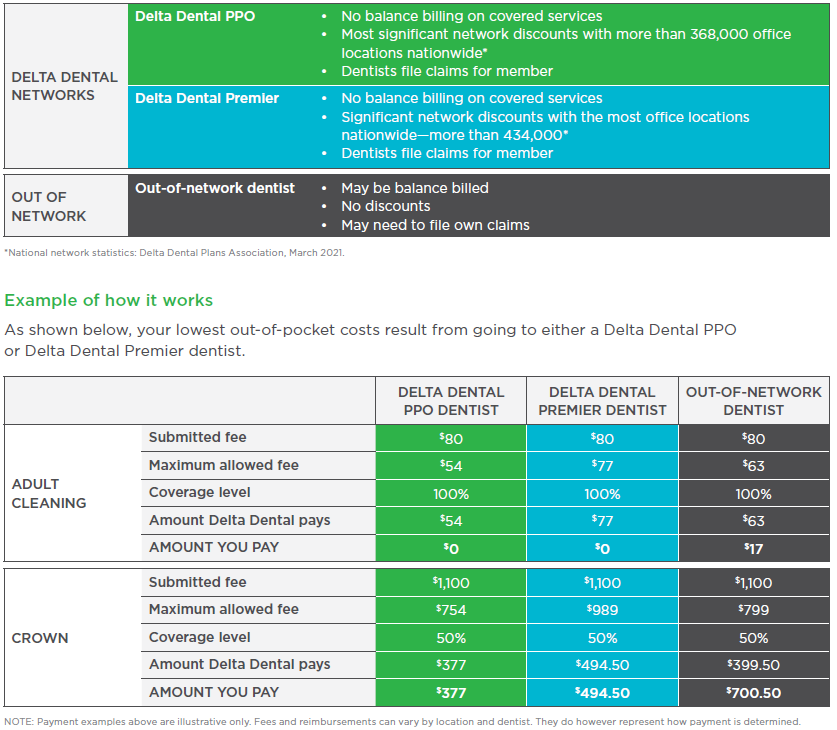 DELTA DENTAL
NETWORKS
Delta Dental PPO
• No balance billing on covered services
• Most significant network discounts with more than 368,000 office
locations nationwide*
• Dentists file claims for member
Delta Dental Premier
• No balance billing on covered services
• Significant network discounts with the most office locations
nationwide—more than 434,000*
• Dentists file claims for member
OUT OF
NETWORK
Out-of-network dentist
• May be balance billed
• No discounts
• May need to file own claims
*National network statistics: Delta Dental Plans Association, March 2021.
Example of how it works
As shown below, your lowest out-of-pocket costs result from going to either a Delta Dental PPO
or Delta Dental Premier dentist.
DELTA DENTAL
PPO DENTIST
DELTA DENTAL
PREMIER DENTIST
OUT-OF-NETWORK
DENTIST
ADULT
CLEANING
Submitted fee $80 $80 $80
Maximum allowed fee $54 $77 $63
Coverage level 100% 100% 100%
Amount Delta Dental pays $54 $77 $63
AMOUNT YOU PAY $0 $0 $17
CROWN
Submitted fee $1,100 $1,100 $1,100
Maximum allowed fee $754 $989 $799
Coverage level 50% 50% 50%
Amount Delta Dental pays $377 $494.50 $399.50
AMOUNT YOU PAY $377 $494.50 $700.50
NOTE: Payment examples above are illustrative only. Fees and reimbursements can vary by location and dentist. They do however represent how payment is determined.